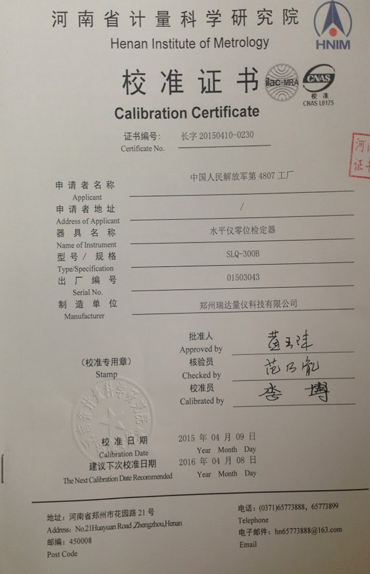 河南省计量科学研究院
Henan Institute of Metrology
HNIM
校准证书
ilac-MRA
CNAS
校准
CNAS L0175
Calibration Certificate
证书编号: 长字 20150410-0230
Certificate No.
申请者名称 中国人民解放军第 4807 工厂
Applicant
申请者地址 /
Address of Applicant
器具名称 水平仪零位检定器
Name of Instrument
型号/规格 SLQ-300B
Type/Specification
出厂编号 01503043
Serial No.
制造单位 郑州瑞达量仪科技有限公司
Manufacturer
批准人
(校准专用章) Approved by
Stamp 核验员
Checked by
校准员 李博
Calibrated by
校准日期 2015 年 04 月 09 日
Calibration Date Year Month Day
建议下次校准日期 2016 年 04 月 08 日
The Next Calibration Date Recommended Year Month Day
地址: 河南省郑州市花园路 21 号 电话: (0371)65773888, 65773899
Address: No.21Huayuan Road ,Zhengzhou,Henan Telephone
邮编: 450008 电子邮件: hn65773888@163.com
Post Code Email